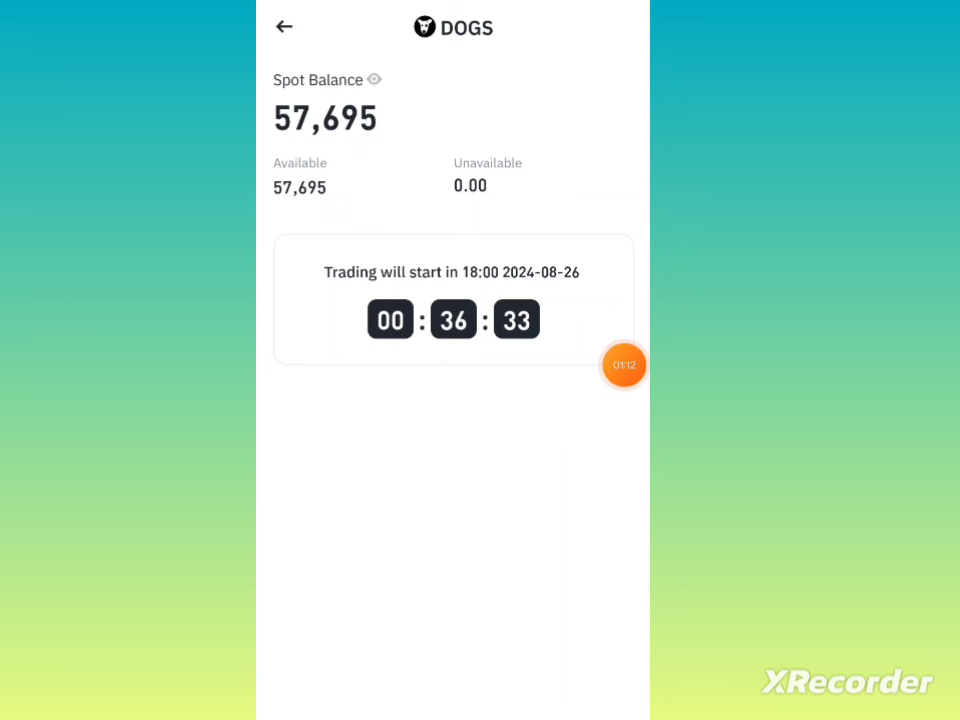 DOGS
Spot Balance
57,695
Available
Unavailable
57,695
0.00
Trading will start in 18:00 2024-08-26
00 : 36 : 33
01:12
XRecorder